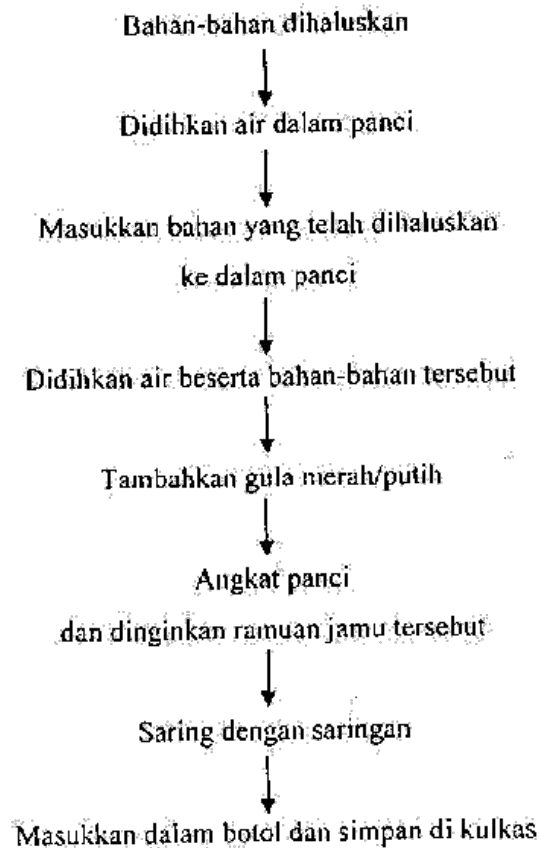 Bahan-bahan dihaluskan
Didihkan air dalam panci
Masukkan bahan yang telah dihaluskan
ke dalam panci
Didihkan air beserta bahan-bahan tersebut
Tambahkan gula merah/putih
Angkat panci
dan dinginkan ramuan jamu tersebut
Saring dengan saringan
Masukkan dalam botol dan simpan di kulkas